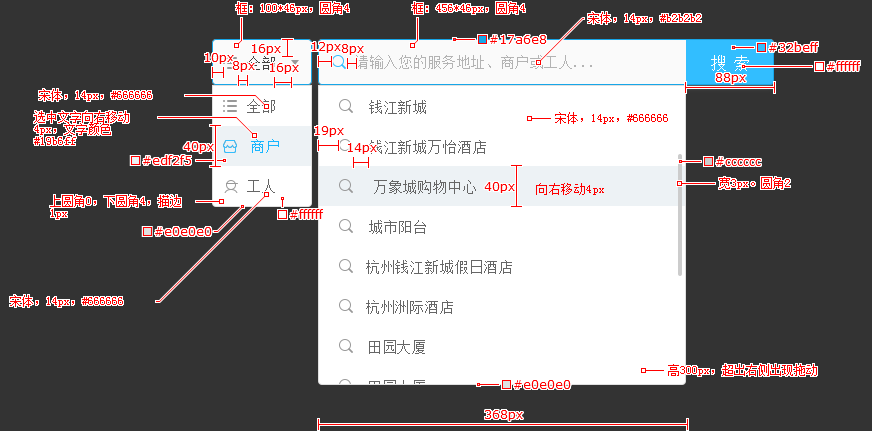 框：100*46px，圆角4
框：456*46px，圆角4
宋体，14px，#b2b2b2
#17a6e8
16px
12px
8px
#32beff
10px
全部
请输入您的服务地址、商户或工人...
搜 索
#ffffff
8px
16px
88px
宋体，14px，#666666
全部
钱江新城
选中文字向右移动
4px，文字颜色
#19b6ff
宋体，14px，#666666
19px
40px
商户
钱江新城万怡酒店
14px
#edf2f5
#cccccc
工人
万象城购物中心
40px
向右移动4px
宽3px，圆角2
上圆角0，下圆角4，描边
1px
#ffffff
#e0e0e0
城市阳台
杭州钱江新城假日酒店
宋体，14px，#666666
杭州洲际酒店
田园大厦
高300px，超出右侧出现拖动
田园大厦
#e0e0e0
368px